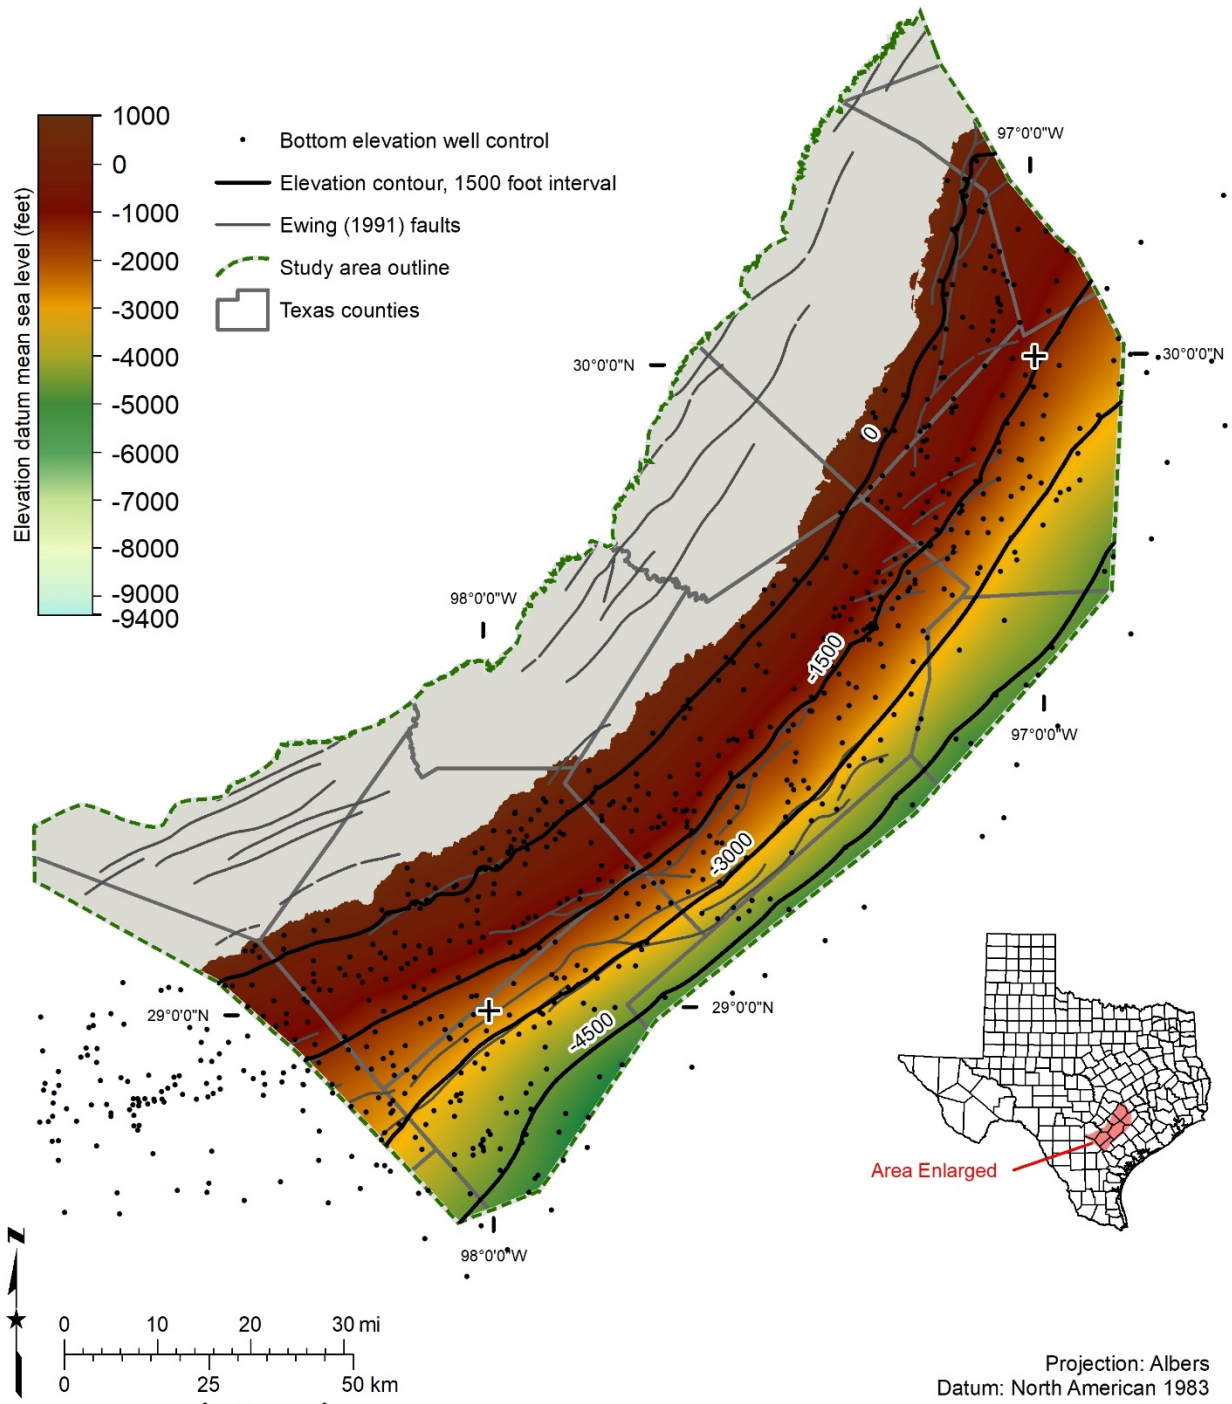 1000
0
-1000
-2000
-3000
-4000
-5000
-6000
-7000
-8000
-9000
-9400
Elevation datum mean sea level (feet)
Bottom elevation well control
Elevation contour, 1500 foot interval
Ewing (1991) faults
Study area outline
Texas counties
97°0'0"W
30°0'0"N
30°0'0"N
0
98°0'0"W
-1500
97°0'0"W
-3000
29°0'0"N
29°0'0"N
-4500
Area Enlarged
98°0'0"W
N
0 10 20 30 mi
0 25 50 km
Projection: Albers
Datum: North American 1983